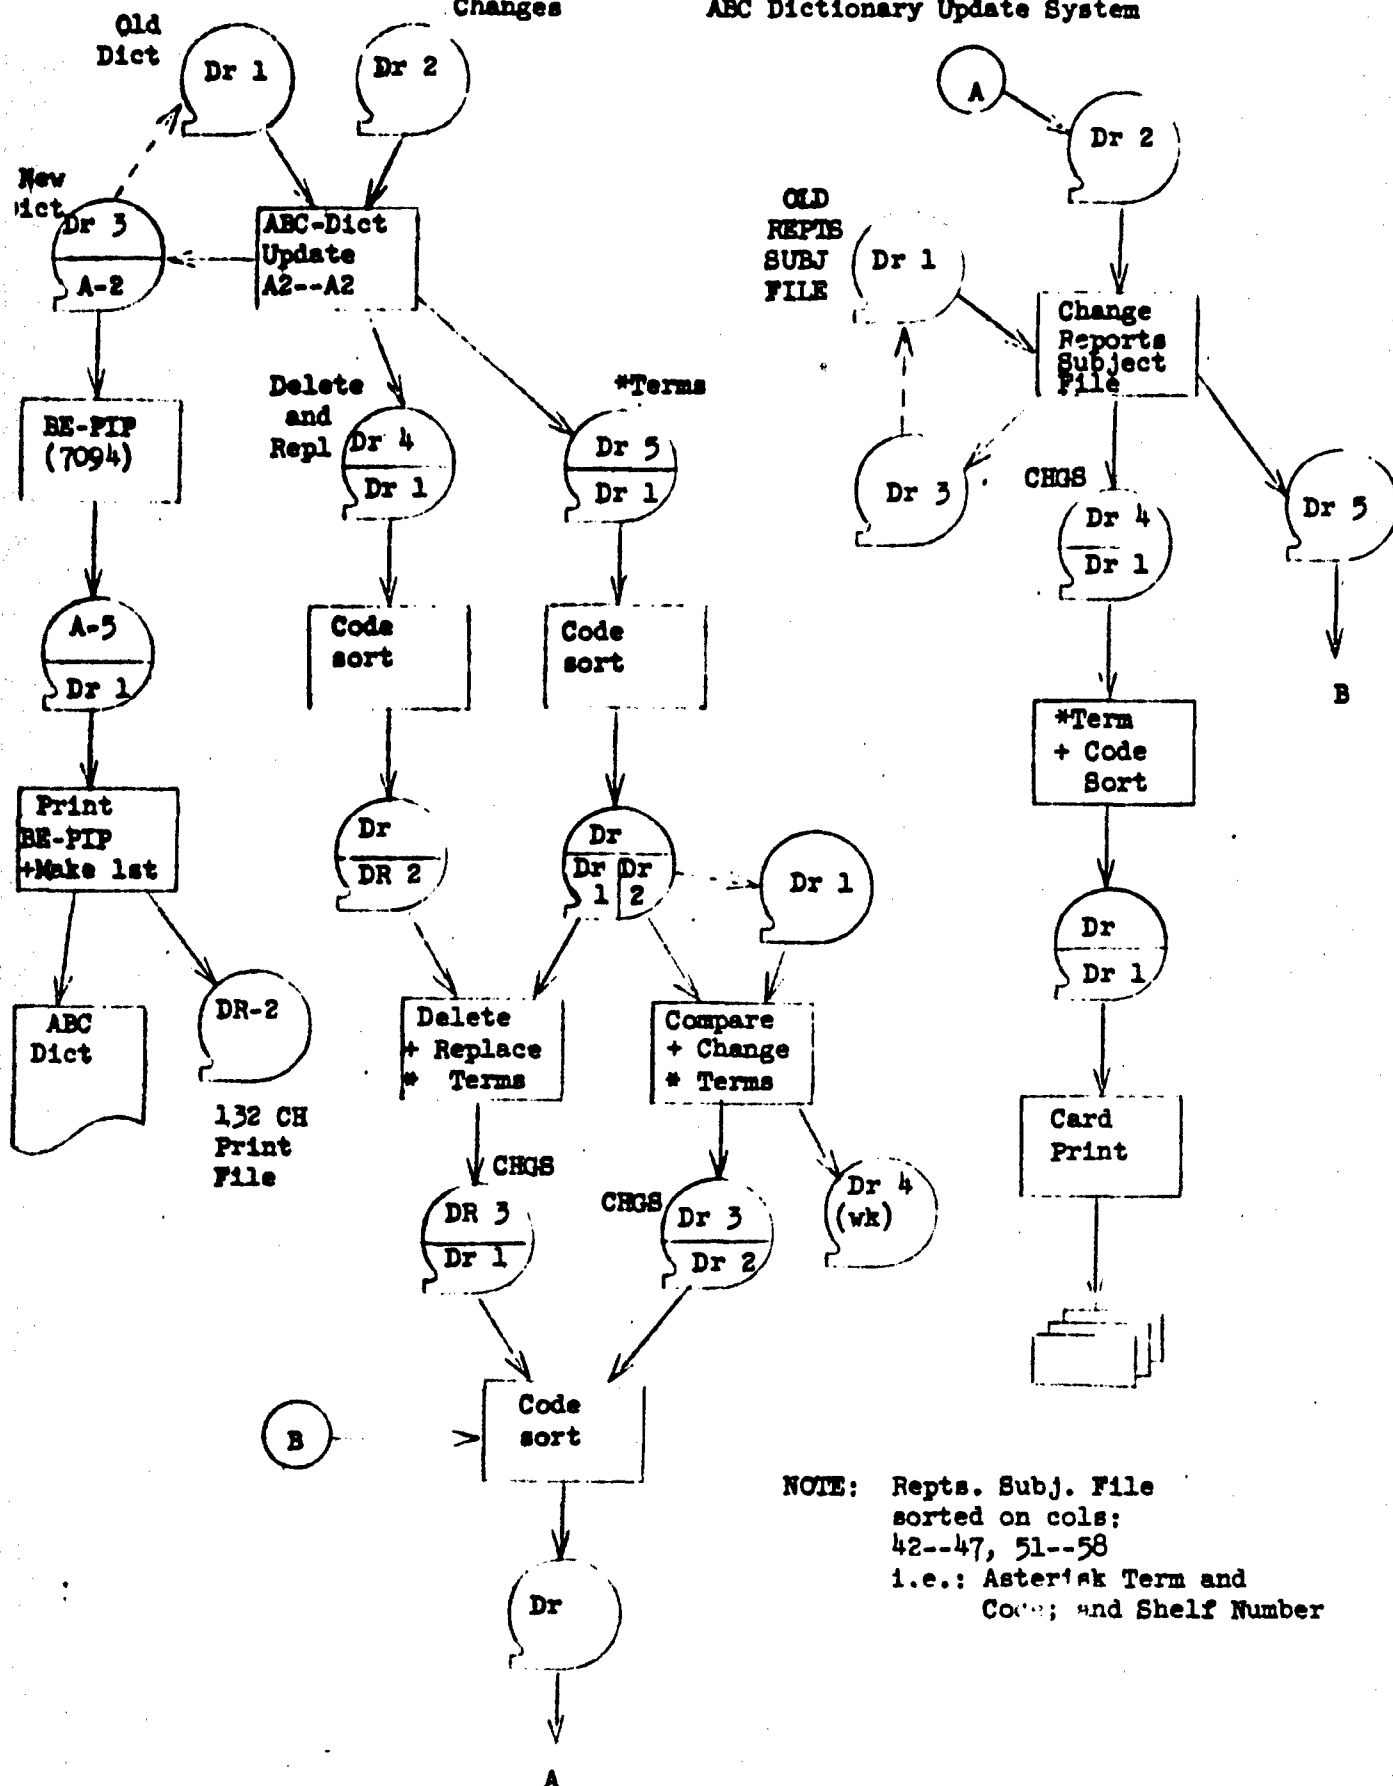 Changes
ABC Dictionary Update System
Old
Dict
Dr 1
Dr 2
New
Dr 3
A-2
ABC-Dict
Update
A2--A2
BE-PIP
(7094)
A-5
Dr 1
Print
BE-PIP
+Make 1st
ABC
Dict
DR-2
132 CH
Print
File
Delete
and
Repl
Dr 4
Dr 1
*Terms
Dr 5
Dr 1
Code
sort
Code
sort
Dr
DR 2
Dr
Dr 1
Dr 2
Dr 1
Delete
+ Replace
* Terms
Compare
+ Change
* Terms
CHGS
DR 3
Dr 1
CHGS
Dr 3
Dr 2
Dr 4
(wk)
B
Code
sort
Dr
A
A
Dr 2
OLD
REPTS
SUBJ
FILE
Dr 1
Change
Reports
Subject
File
Dr 3
CHGS
Dr 4
Dr 1
Dr 5
B
*Term
+ Code
Sort
Dr
Dr 1
Card
Print
NOTE: Repts. Subj. File
sorted on cols:
42--47, 51--58
i.e.: Asterisk Term and
and Shelf Number